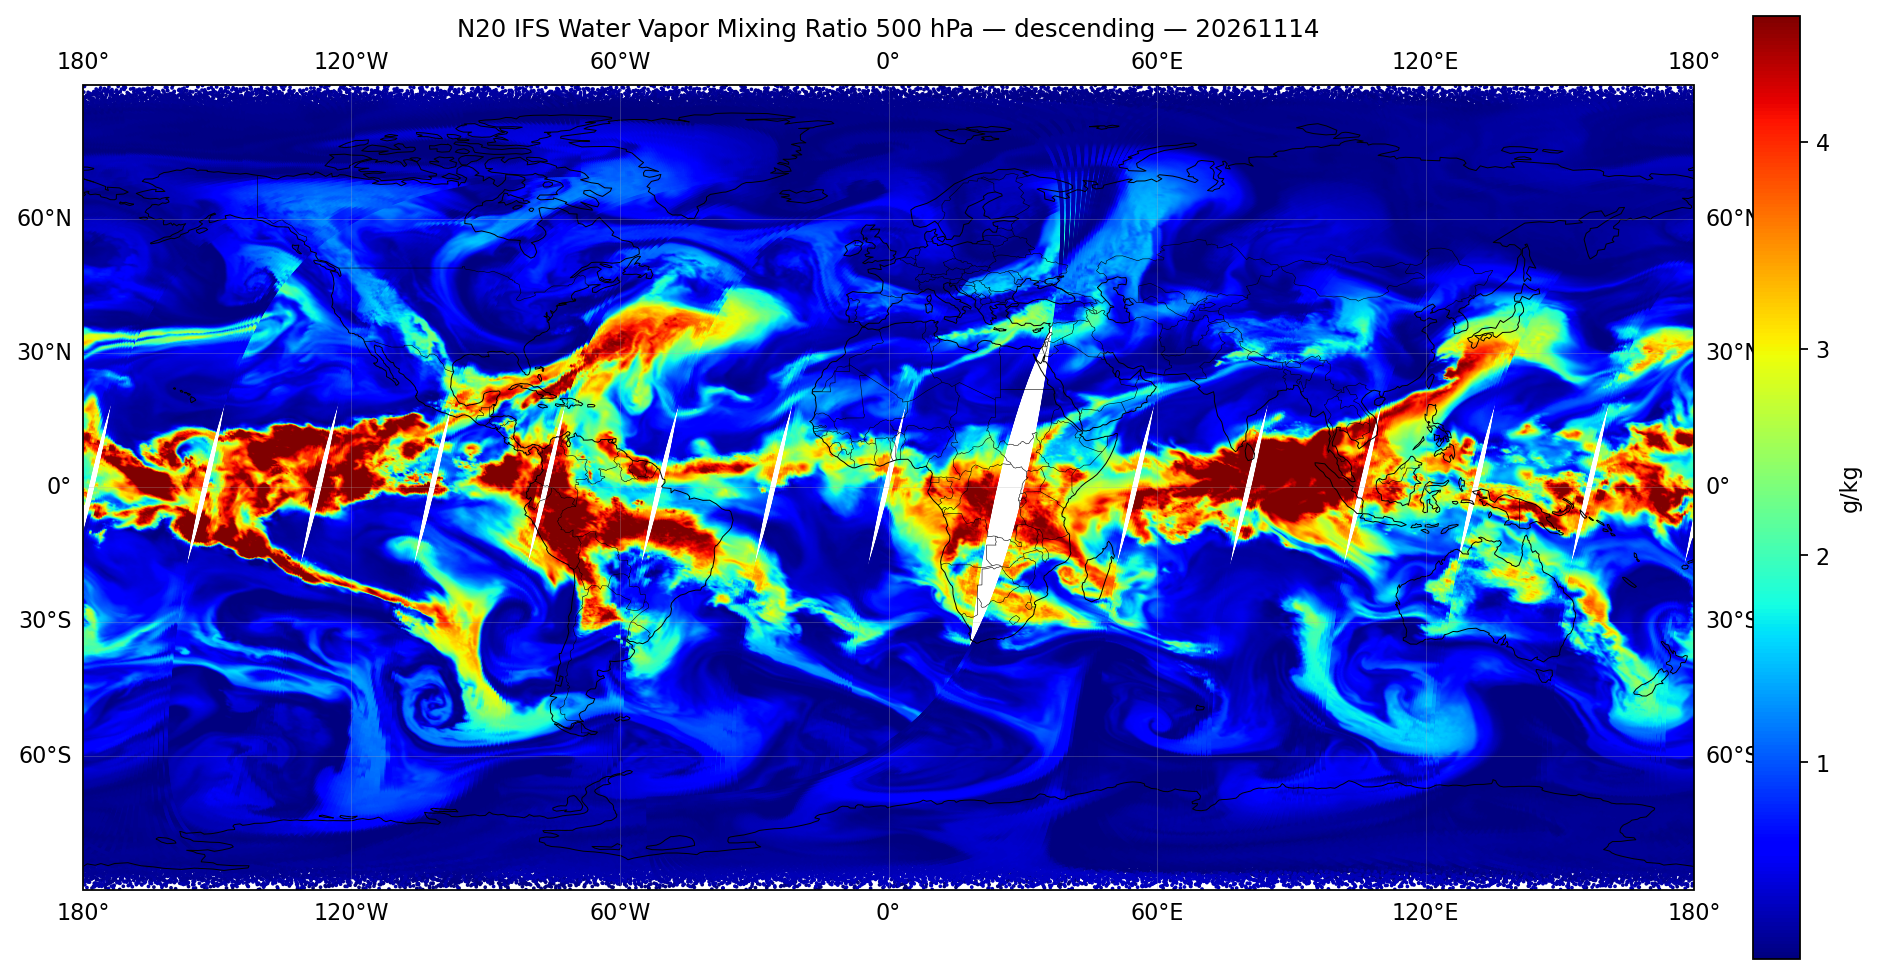 N20 IFS Water Vapor Mixing Ratio 500 hPa — descending — 20261114
180° 120°W 60°W 0° 60°E 120°E 180°
60°N 60°N
30°N 30°N
0° 0°
30°S 30°S
60°S 60°S
180° 120°W 60°W 0° 60°E 120°E 180°
4
3
2
1
g/kg